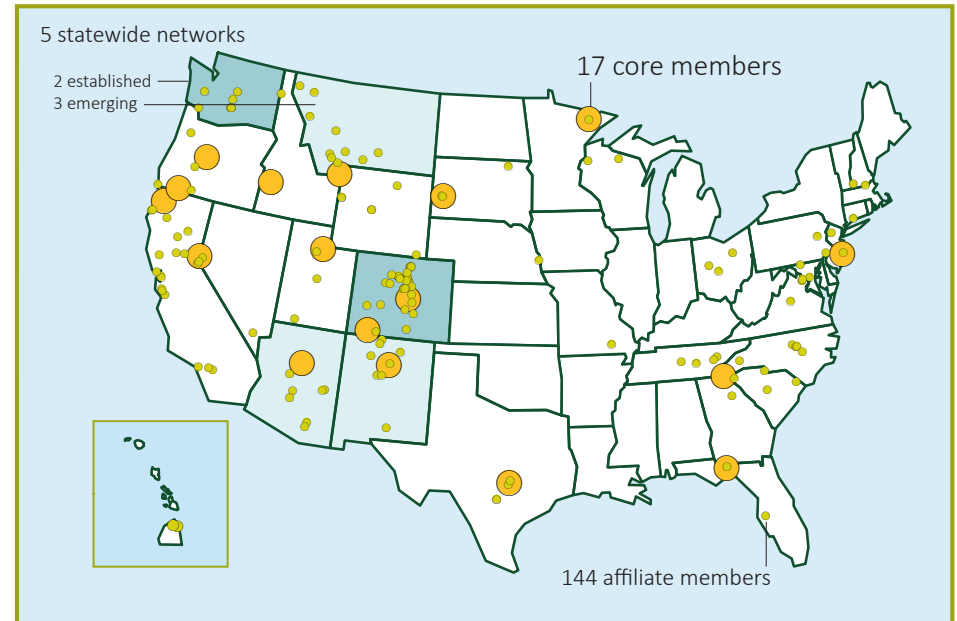 5 statewide networks
2 established
3 emerging
17 core members
144 affiliate members